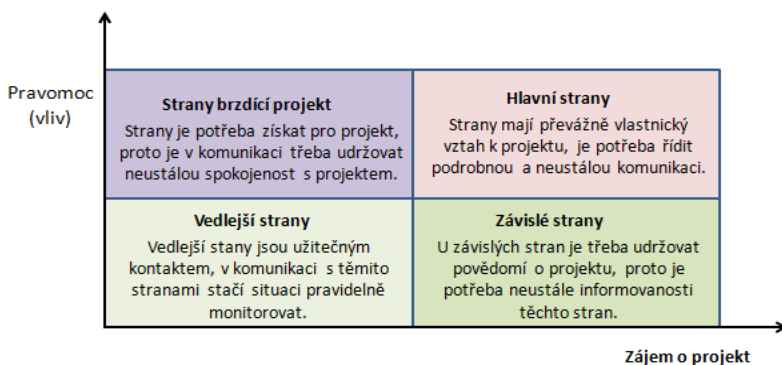 Pravomoc
(vliv)
Strany brzdící projekt
Strany je potřeba získat pro projekt,
proto je v komunikaci třeba udržovat
neustálou spokojenost s projektem.
Hlavní strany
Strany mají převážně vlastnický
vztah k projektu, je potřeba řídit
podrobnou a neustálou komunikaci.
Vedlejší strany
Vedlejší stany jsou užitečným
kontaktem, v komunikaci s těmito
stranami stačí situaci pravidelně
monitorovat.
Závislé strany
U závislých stran je třeba udržovat
povědomí o projektu, proto je
potřeba neustále informovanosti
těchto stran.
Zájem o projekt